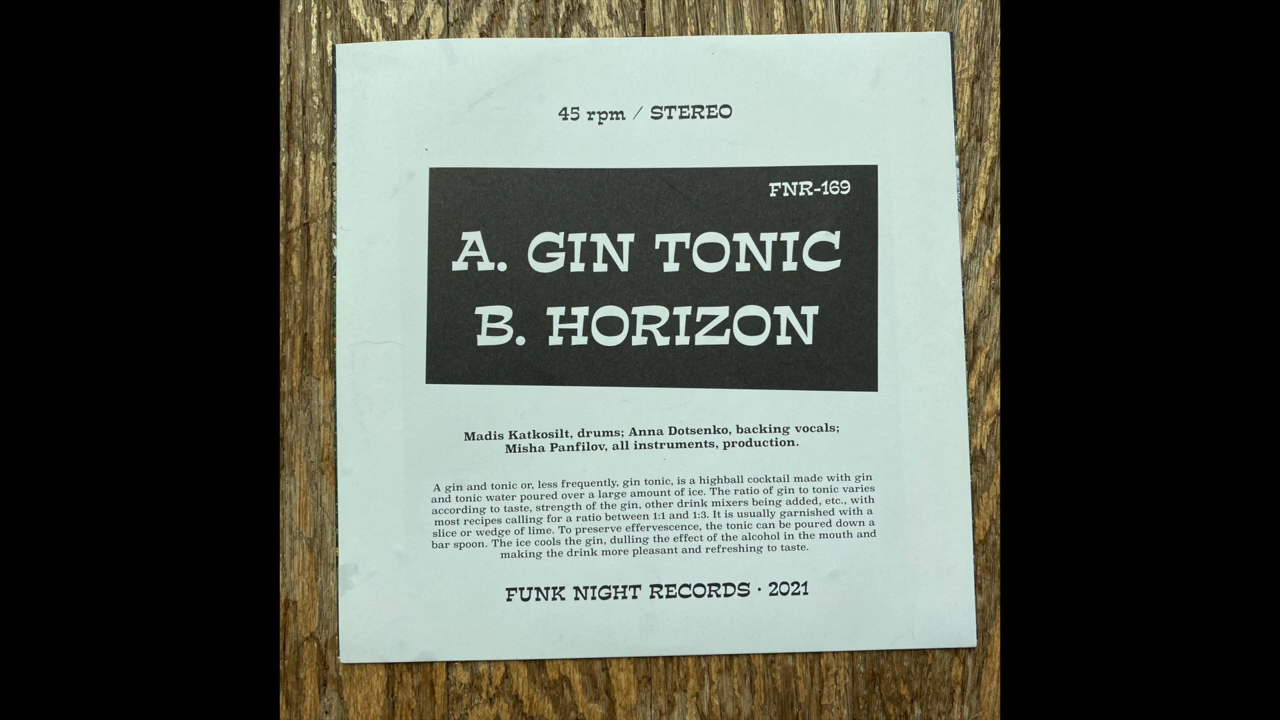 45 rpm / STEREO
FNR-169
A. GIN TONIC
B. HORIZON
Madis Katkosilt, drums; Anna Dotsenko, backing vocals;
Misha Panfilov, all instruments, production.
A gin and tonic or, less frequently, gin tonic, is a highball cocktail made with gin
and tonic water poured over a large amount of ice. The ratio of gin to tonic varies
according to taste, strength of the gin, other drink mixers being added, etc., with
most recipes calling for a ratio between 1:1 and 1:3. It is usually garnished with a
slice or wedge of lime. To preserve effervescence, the tonic can be poured down a
bar spoon. The ice cools the gin, dulling the effect of the alcohol in the mouth and
making the drink more pleasant and refreshing to taste.
FUNK NIGHT RECORDS · 2021